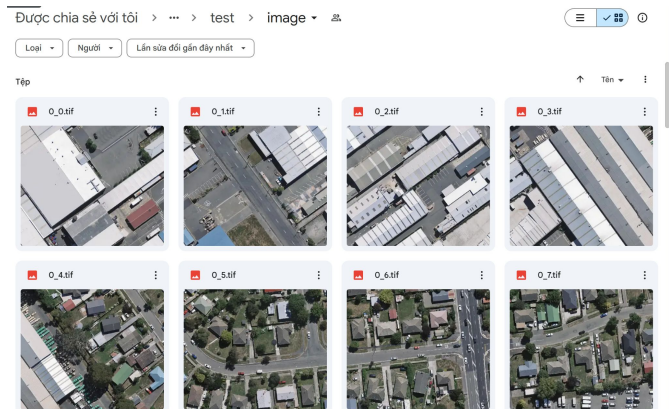 Được chia sẻ với tôi > ... > test > image
Loại Người Lần sửa đổi gần đây nhất
Tệp Tên
0_0.tif 0_1.tif 0_2.tif 0_3.tif
0_4.tif 0_5.tif 0_6.tif 0_7.tif